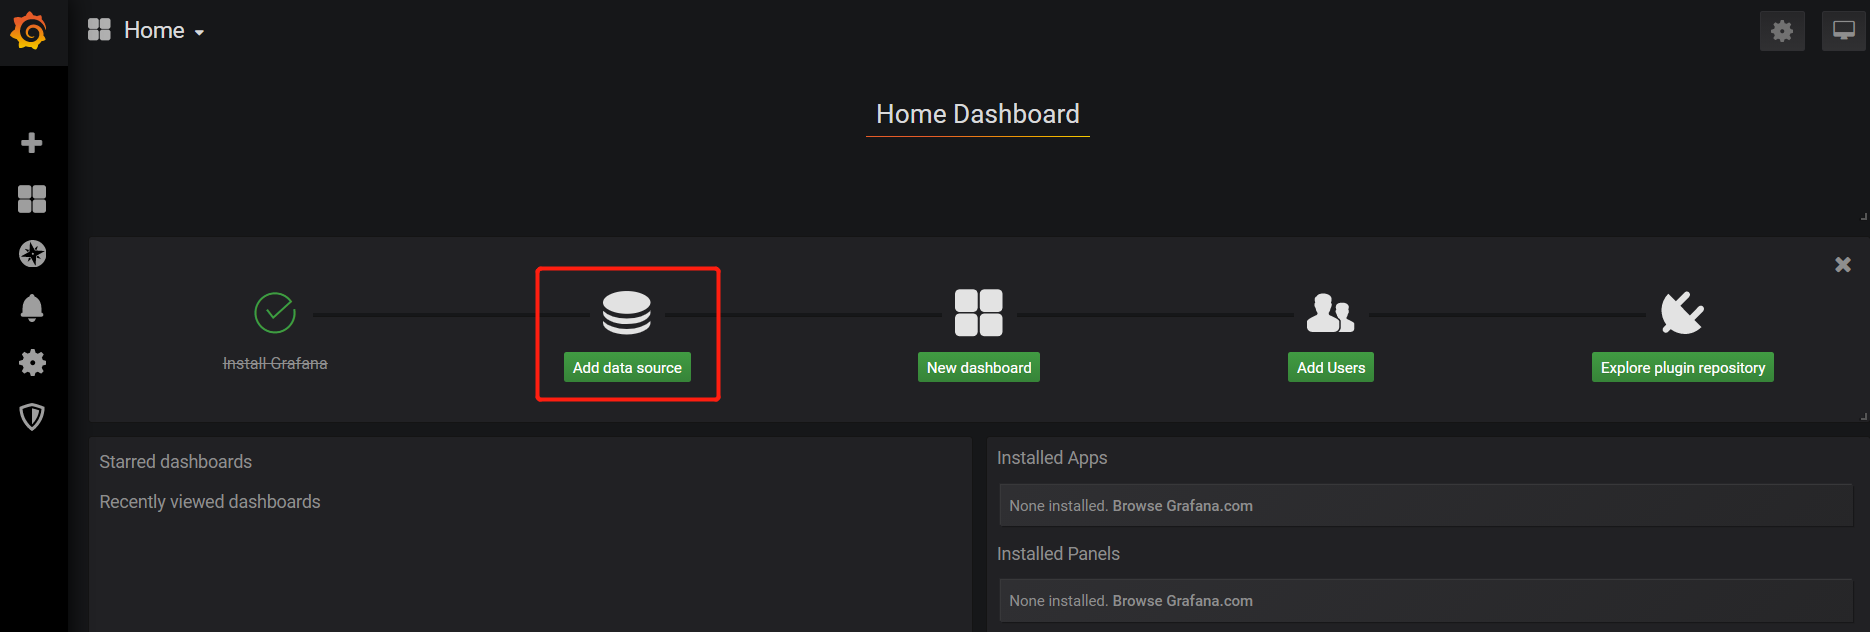 Home
Home Dashboard
Install Grafana
Add data source
New dashboard
Add Users
Explore plugin repository
Starred dashboards
Recently viewed dashboards
Installed Apps
None installed. Browse Grafana.com
Installed Panels
None installed. Browse Grafana.com